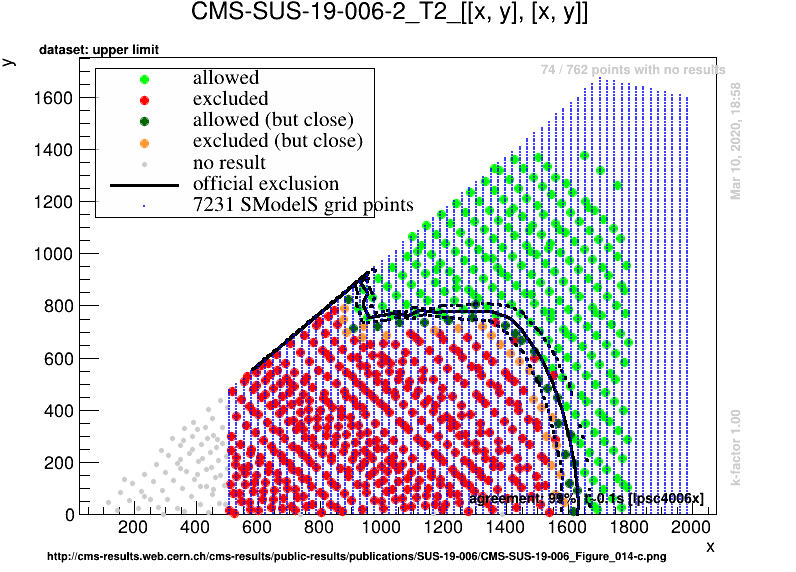 CMS-SUS-19-006-2_T2_[[x, y], [x, y]]
dataset: upper limit
y
74 / 762 points with no results
allowed
excluded
allowed (but close)
excluded (but close)
no result
official exclusion
7231 SModelS grid points
Mar 10, 2020, 18:58
k-factor 1.00
1600
1400
1200
1000
800
600
400
200
0
200 400 600 800 1000 1200 1400 1600 1800 2000
x
http://cms-results.web.cern.ch/cms-results/public-results/publications/SUS-19-006/CMS-SUS-19-006_Figure_014-c.png